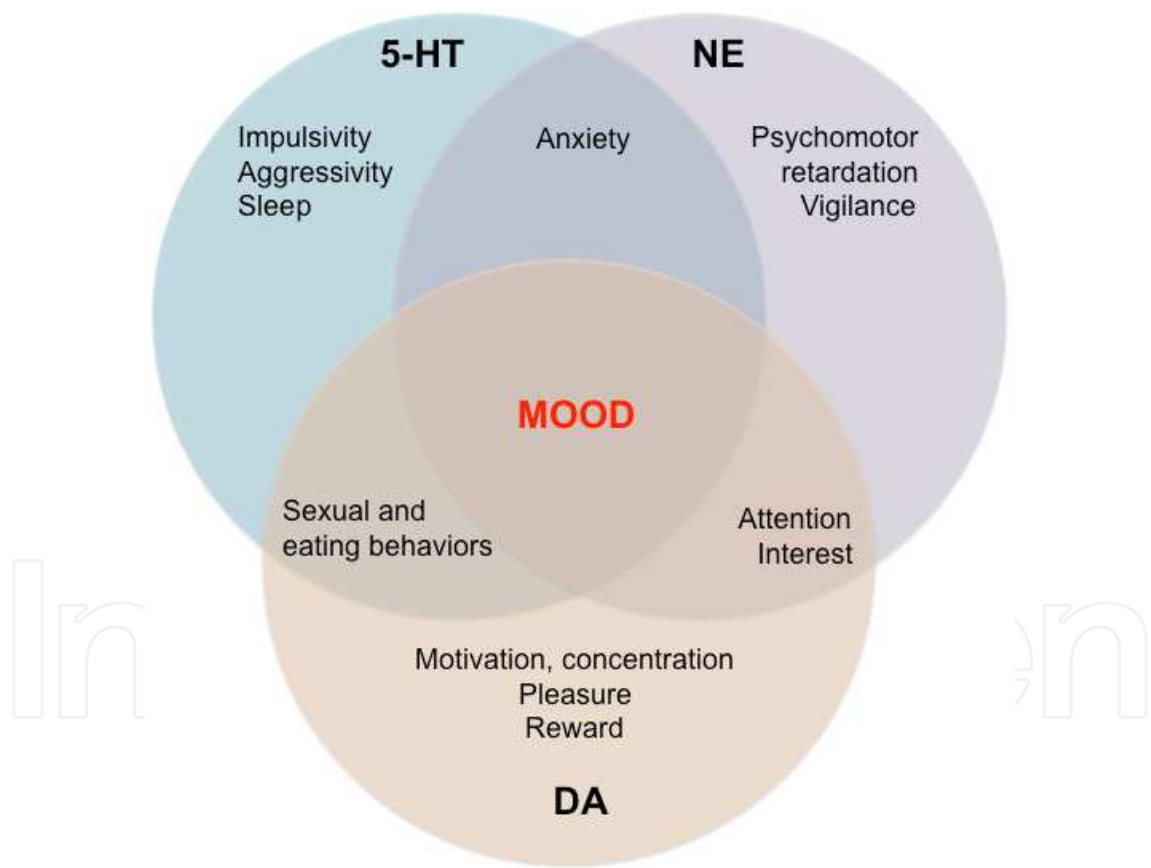 5-HT
NE
Impulsivity
Aggressivity
Sleep
Anxiety
Psychomotor
retardation
Vigilance
MOOD
Sexual and
eating behaviors
Attention
Interest
Motivation, concentration
Pleasure
Reward
DA